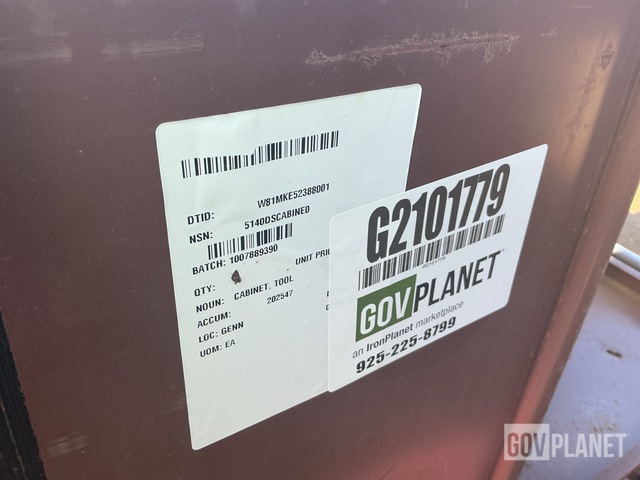 DTID: W81MKE52388001
NSN: 5140DSCABINE0
BATCH: 1007889390
QTY: UNIT PRI
NOUN: CABINET, TOOL
ACCUM: 202547
LOC: GENN
UOM: EA
G2101779
G2101779
GOVPLANET
an IronPlanet marketplace
925-225-8799
GOVPLANET